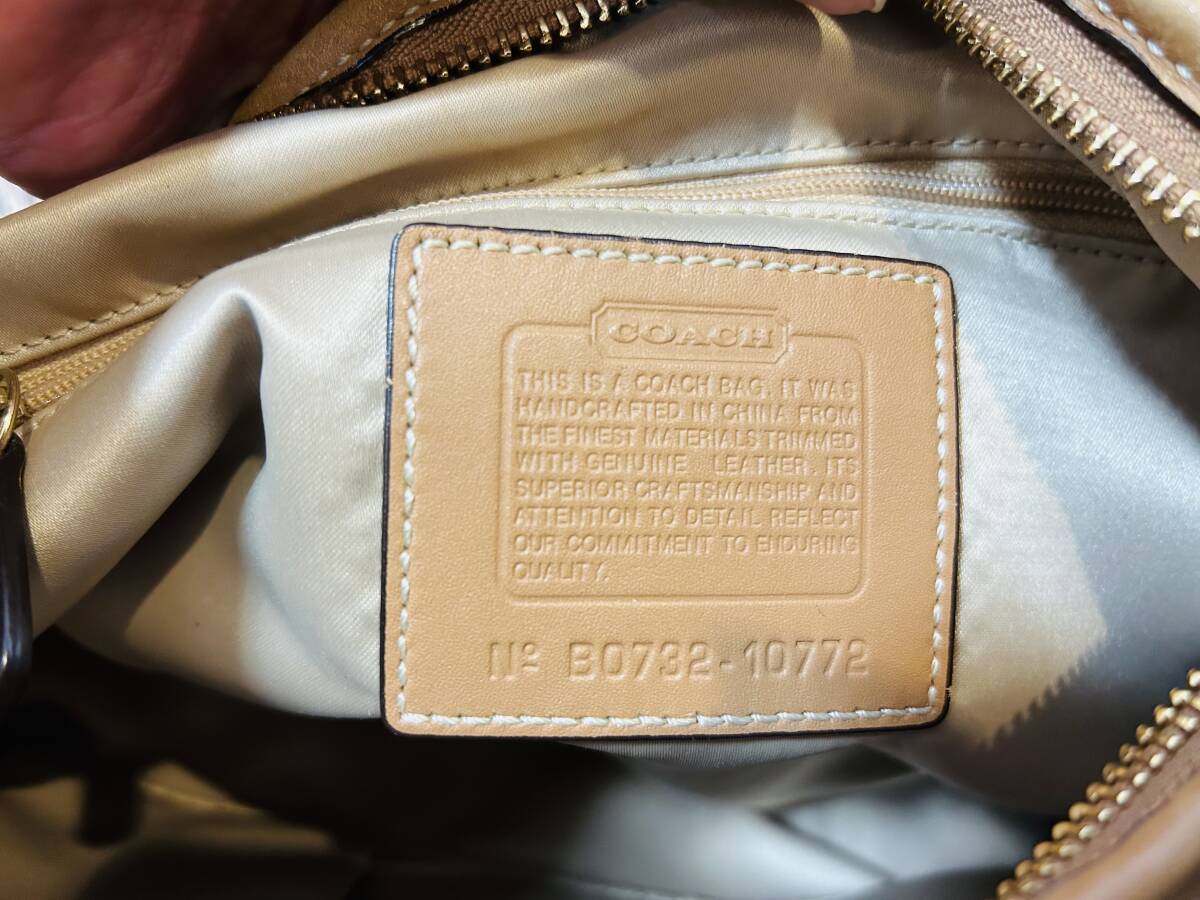 COACH
THIS IS A COACH BAG. IT WAS
HANDCRAFTED IN CHINA FROM
THE FINEST MATERIALS TRIMMED
WITH GENUINE LEATHER. ITS
SUPERIOR CRAFTSMANSHIP AND
ATTENTION TO DETAIL REFLECT
OUR COMMITMENT TO ENDURING
QUALITY.
Nº B0732-10772